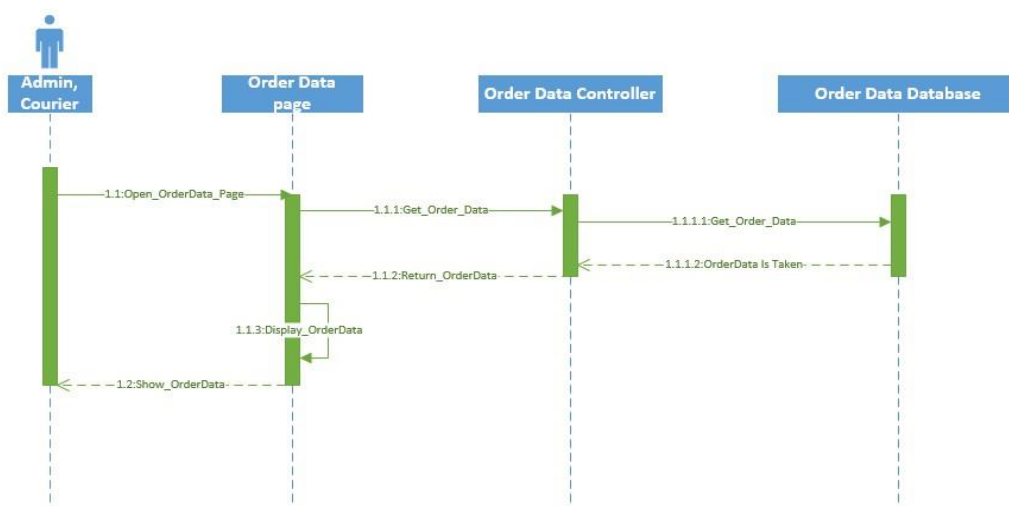 Admin,
Courier
Order Data
page
Order Data Controller
Order Data Database
1.1:Open_OrderData_Page
1.1.1:Get_Order_Data
1.1.1.1:Get_Order_Data
1.1.1.2:OrderData Is Taken
1.1.2:Return_OrderData
1.1.3:Display_OrderData
1.2:Show_OrderData